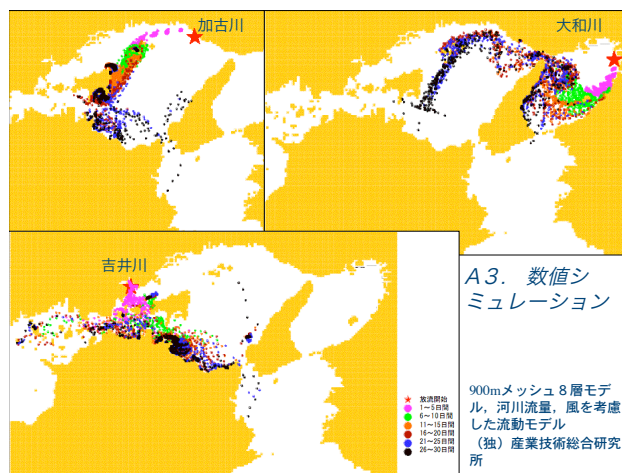 加古川
大和川
吉井川
A3. 数値シ
ミュレーション
放流開始
1~5日間
6~10日間
11~15日間
16~20日間
21~25日間
26~30日間
900mメッシュ8層モデ
ル,河川流量,風を考慮
した流動モデル
(独)産業技術総合研究
所